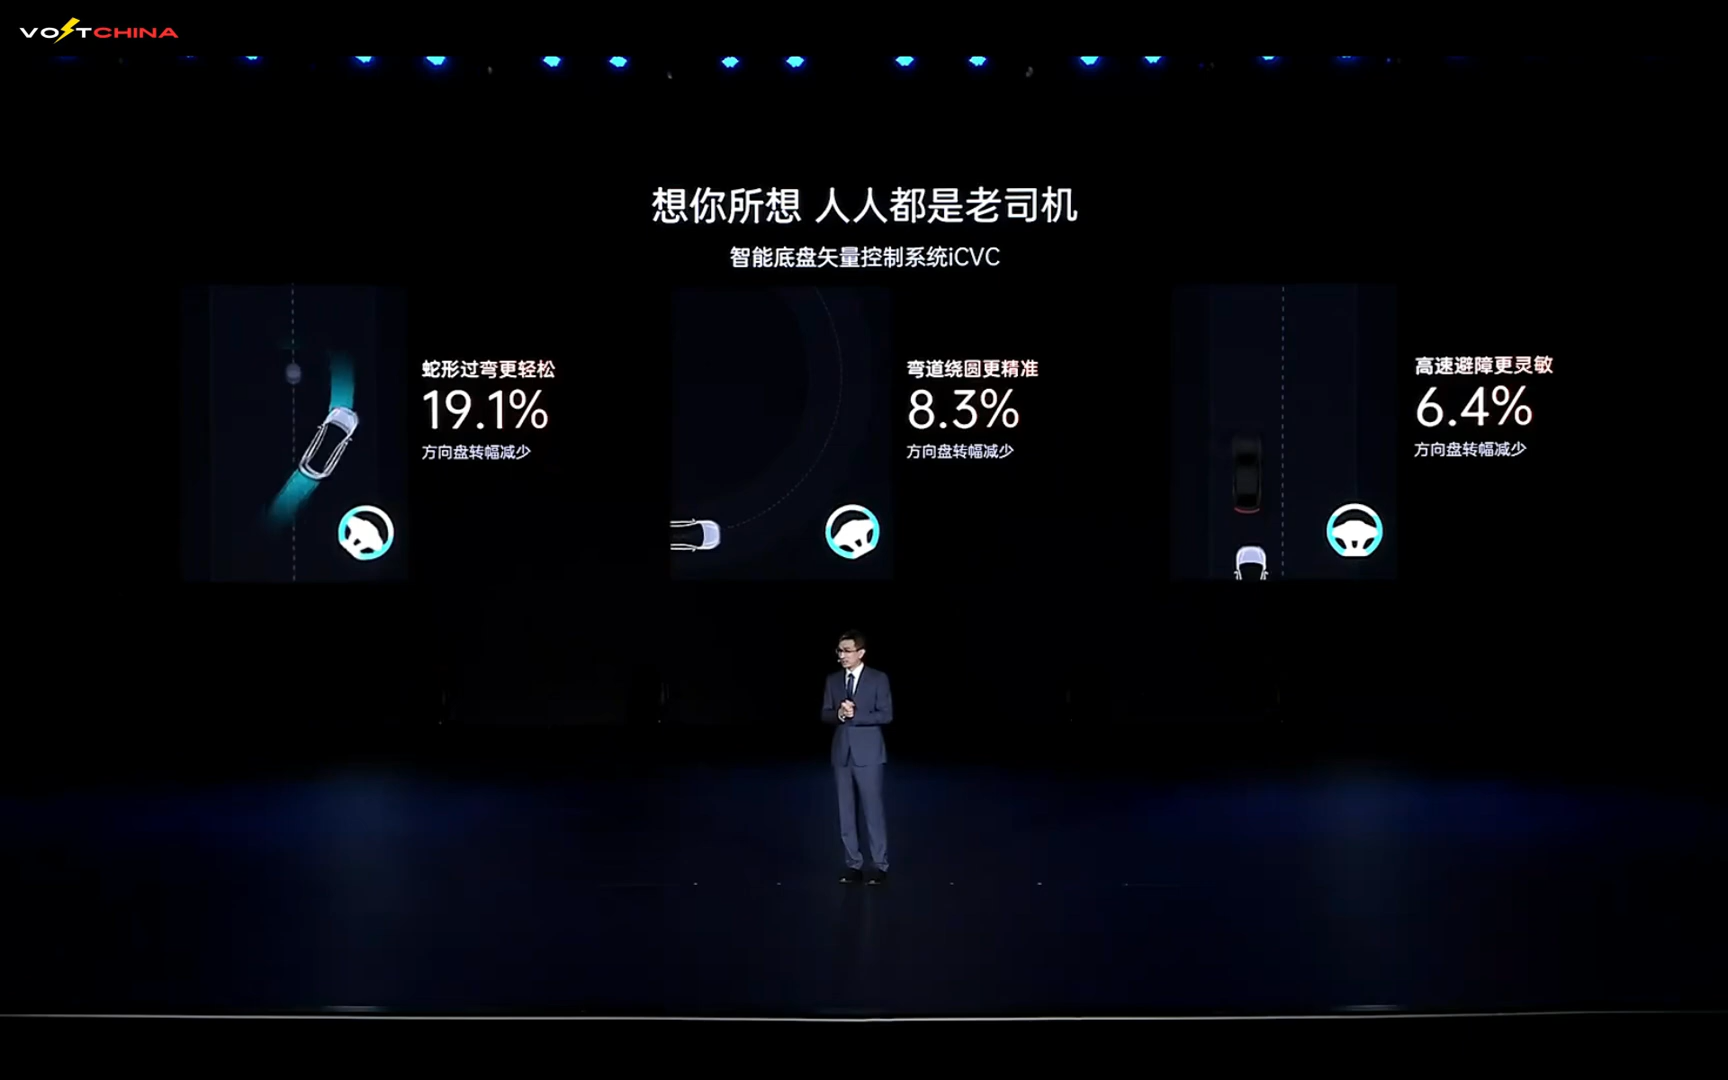 VOLTCHINA
想你所想 人人都是老司机
智能底盘矢量控制系统iCVC
蛇形过弯更轻松
19.1%
方向盘转幅减少
弯道绕圆更精准
8.3%
方向盘转幅减少
高速避障更灵敏
6.4%
方向盘转幅减少